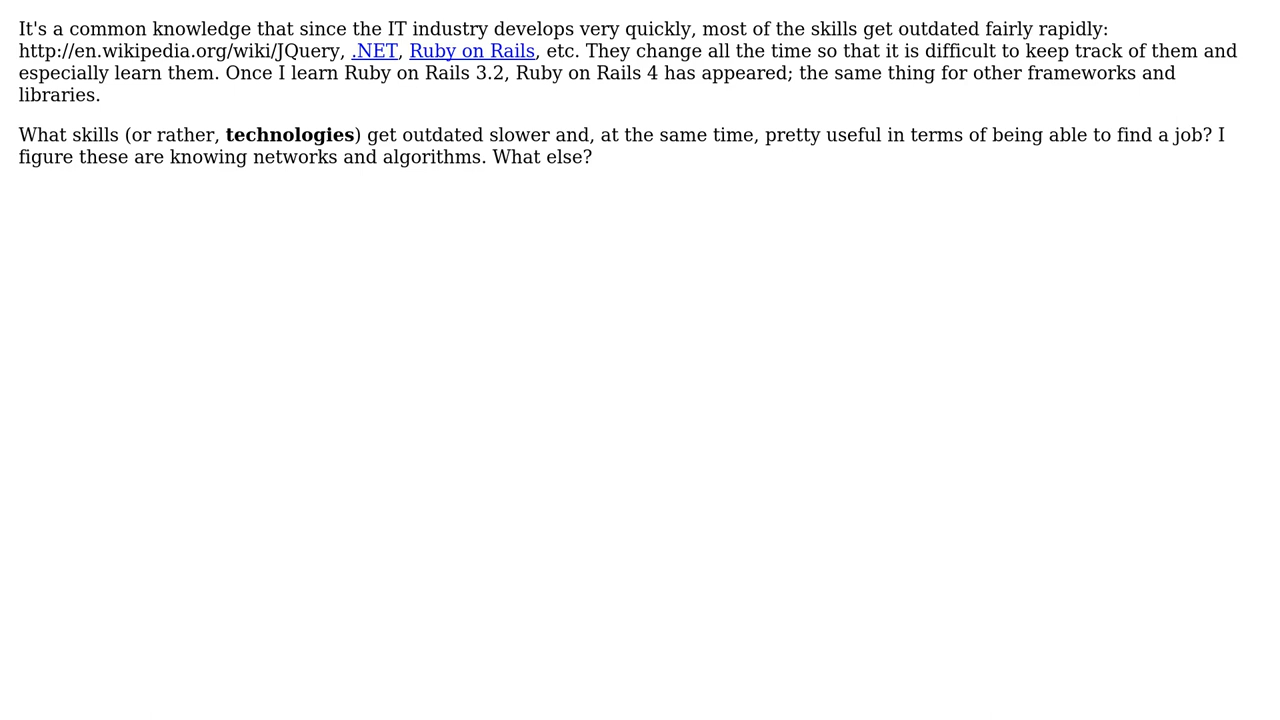 It's a common knowledge that since the IT industry develops very quickly, most of the skills get outdated fairly rapidly:
http://en.wikipedia.org/wiki/JQuery, .NET, Ruby on Rails, etc. They change all the time so that it is difficult to keep track of them and
especially learn them. Once I learn Ruby on Rails 3.2, Ruby on Rails 4 has appeared; the same thing for other frameworks and
libraries.
What skills (or rather, technologies) get outdated slower and, at the same time, pretty useful in terms of being able to find a job? I
figure these are knowing networks and algorithms. What else?